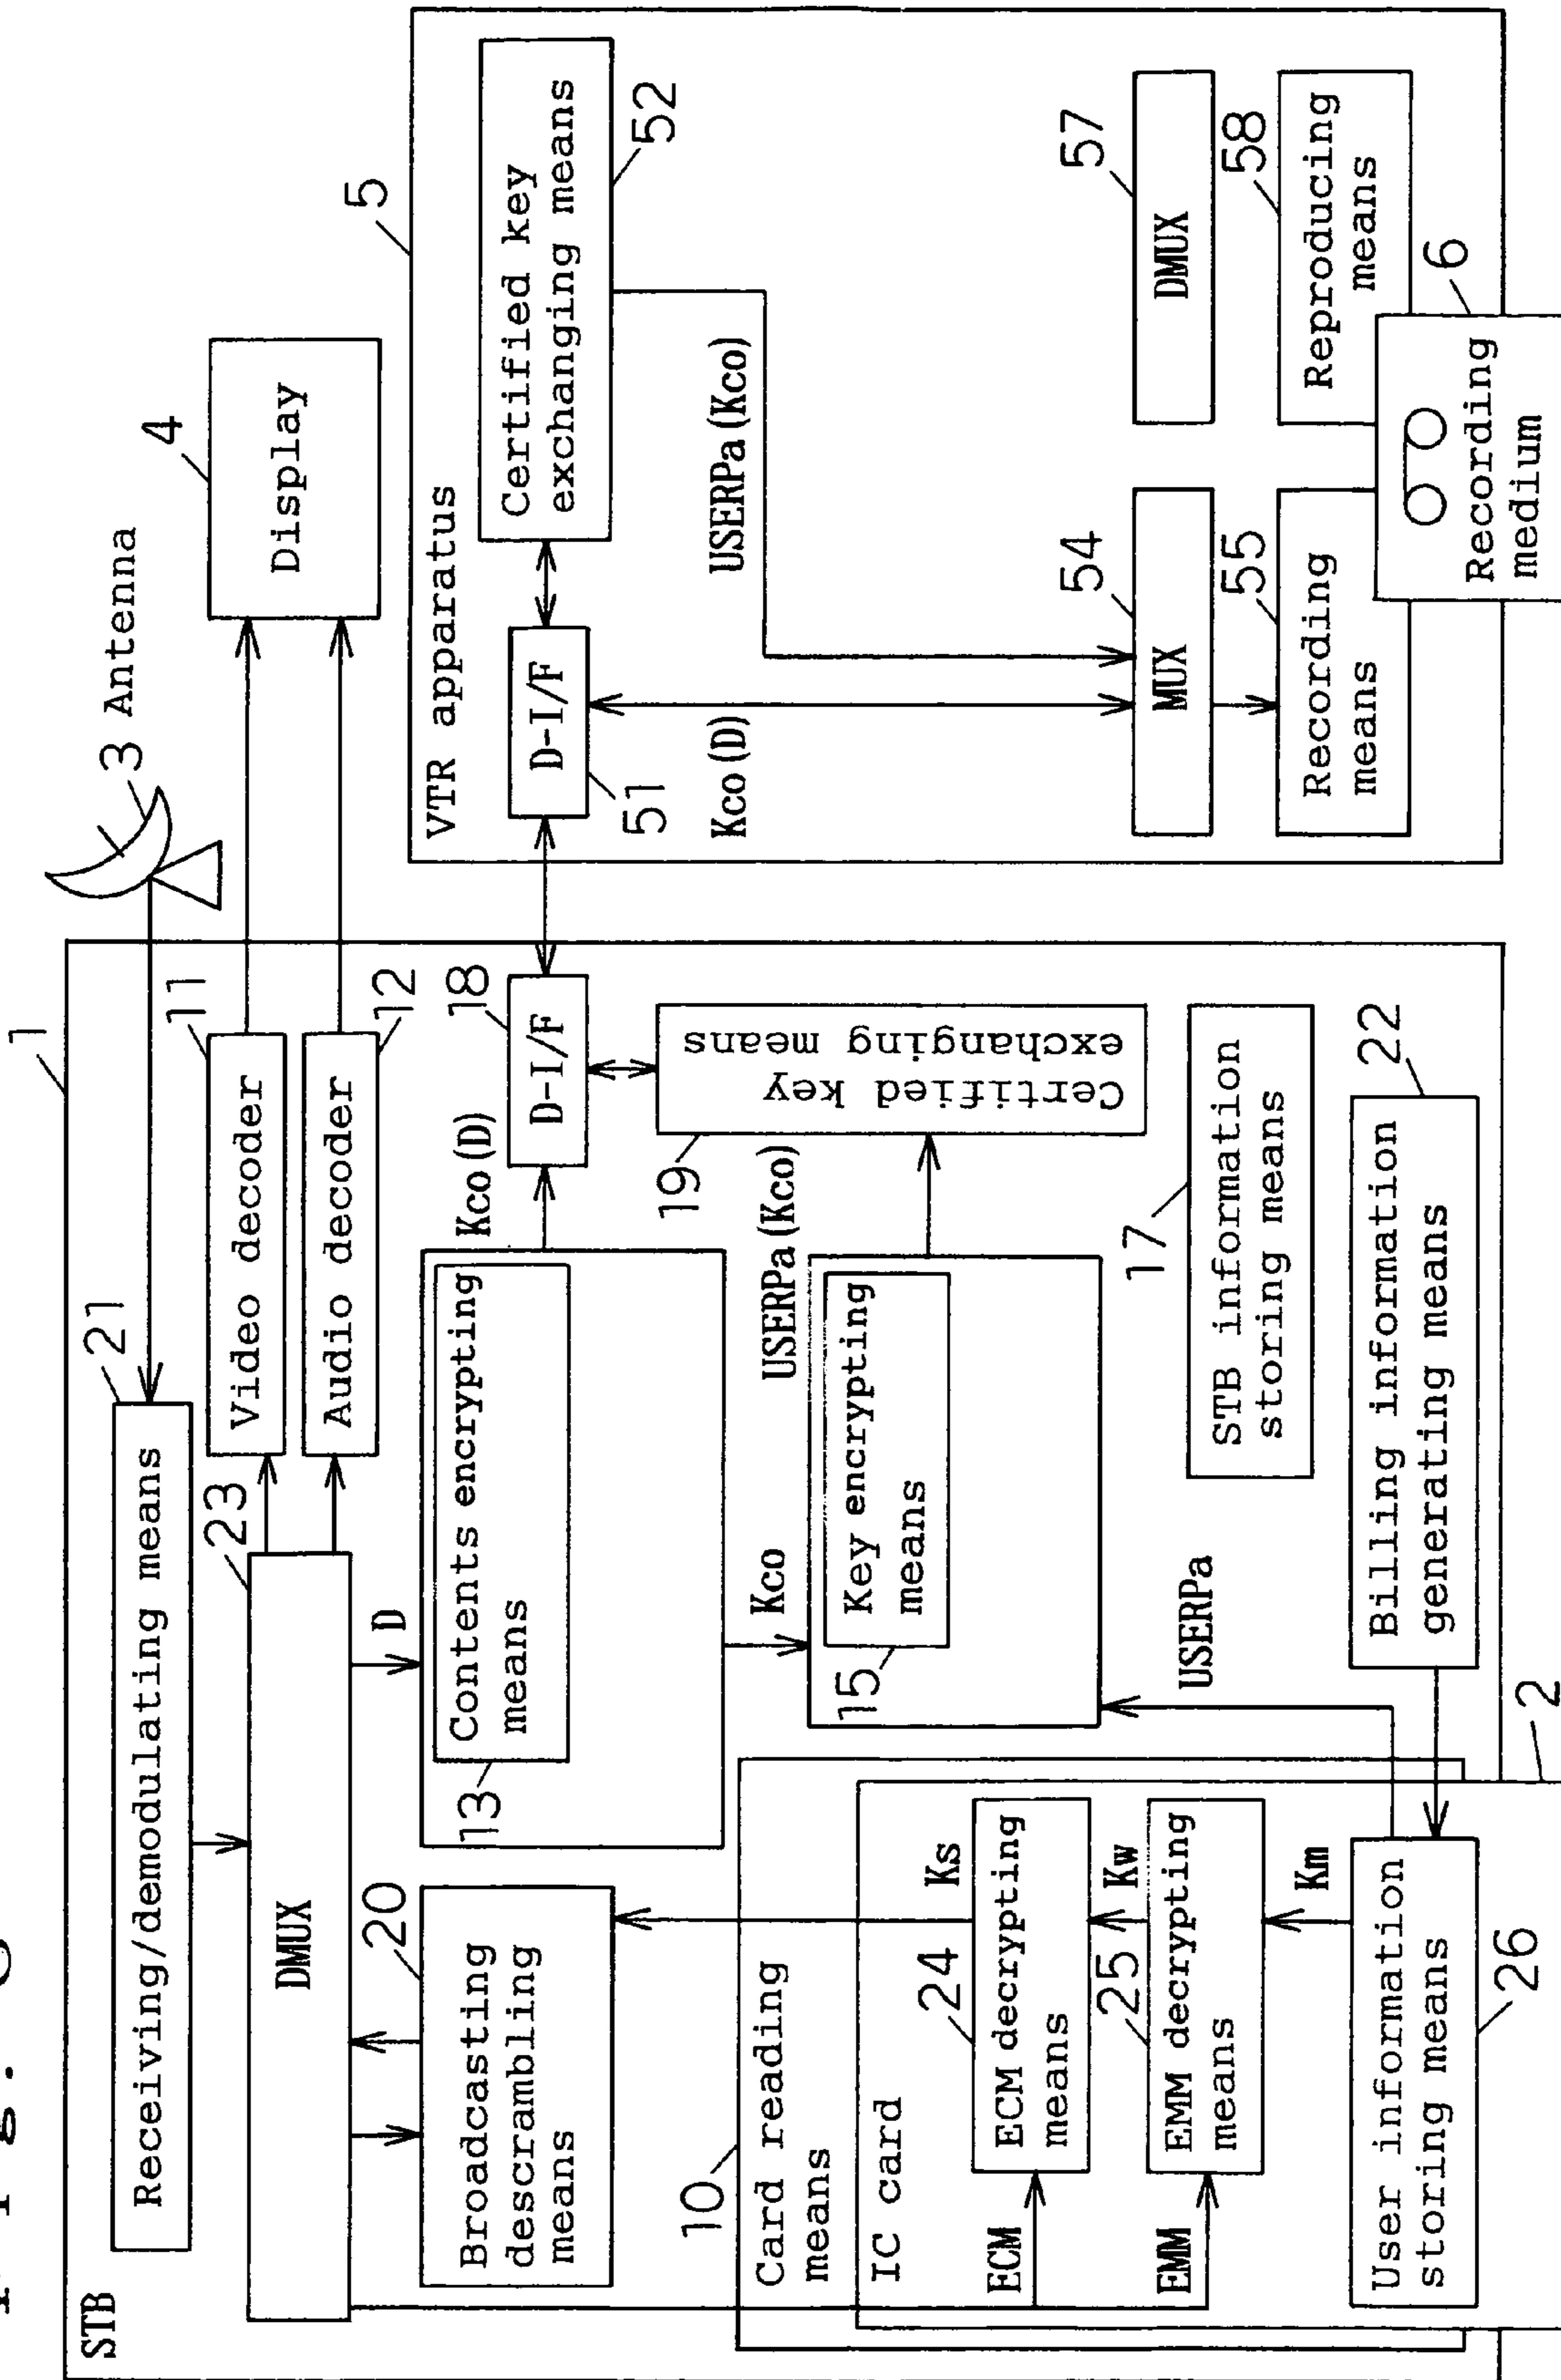 STB
1
3 Antenna
4
Display
Receiving/demodulating means
21
DMUX
23
Video decoder
11
Audio decoder
12
D
Broadcasting
descrambling
means
20
Contents encrypting
means
13
Kco(D)
D-I/F
18
Kco
Key encrypting
means
15
USERPa(Kco)
Certified key
exchanging means
19
STB information
storing means
17
Billing information
generating means
22
USERPa
Card reading
means
10
IC card
2
ECM
EMM
ECM decrypting
means
24
Ks
EMM decrypting
means
25
Kw
Km
User information
storing means
26
VTR apparatus
5
D-I/F
51
Certified key
exchanging means
52
USERPa(Kco)
Kco(D)
MUX
54
DMUX
57
Recording
means
55
Reproducing
means
58
Recording
medium
6